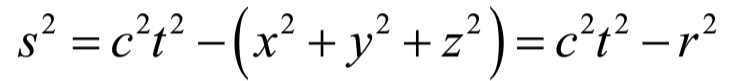 s² = c²t² − (x² + y² + z²) = c²t² − r²